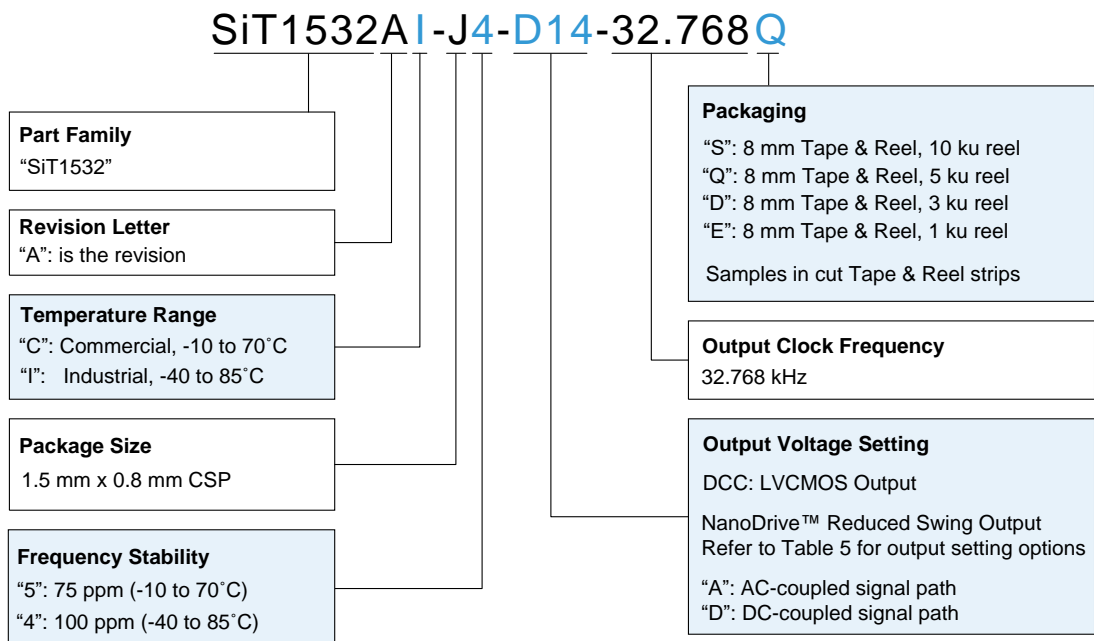 SiT1532AI-J4-D14-32.768Q
Part Family
“SiT1532”
Revision Letter
“A”: is the revision
Temperature Range
“C”: Commercial, -10 to 70˚C
“I”: Industrial, -40 to 85˚C
Package Size
1.5 mm x 0.8 mm CSP
Frequency Stability
“5”: 75 ppm (-10 to 70˚C)
“4”: 100 ppm (-40 to 85˚C)
Packaging
“S”: 8 mm Tape & Reel, 10 ku reel
“Q”: 8 mm Tape & Reel, 5 ku reel
“D”: 8 mm Tape & Reel, 3 ku reel
“E”: 8 mm Tape & Reel, 1 ku reel
Samples in cut Tape & Reel strips
Output Clock Frequency
32.768 kHz
Output Voltage Setting
DCC: LVCMOS Output
NanoDrive™ Reduced Swing Output
Refer to Table 5 for output setting options
“A”: AC-coupled signal path
“D”: DC-coupled signal path